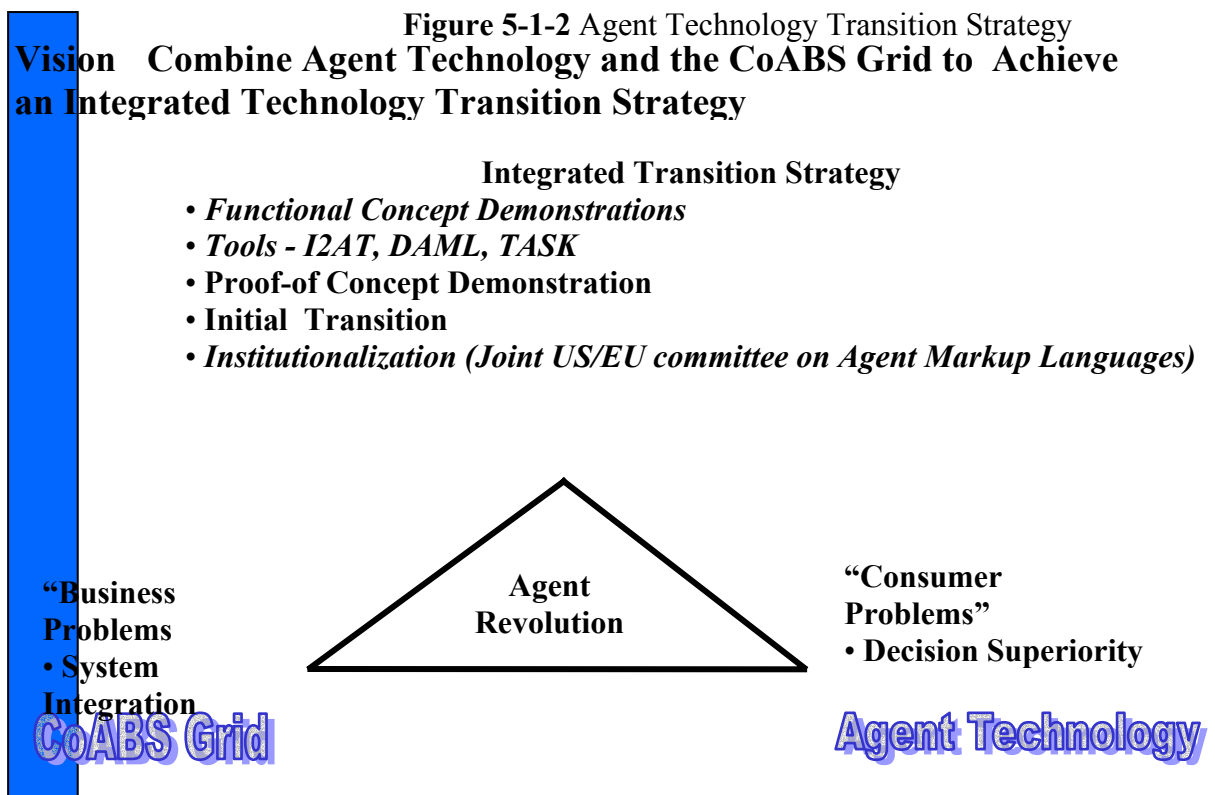 Figure 5-1-2 Agent Technology Transition Strategy
Vision Combine Agent Technology and the CoABS Grid to Achieve
an Integrated Technology Transition Strategy
Integrated Transition Strategy
• Functional Concept Demonstrations
• Tools - I2AT, DAML, TASK
• Proof-of Concept Demonstration
• Initial Transition
• Institutionalization (Joint US/EU committee on Agent Markup Languages)
Agent
Revolution
“Business
Problems
• System
Integration
CoABS Grid
“Consumer
Problems”
• Decision Superiority
Agent Technology